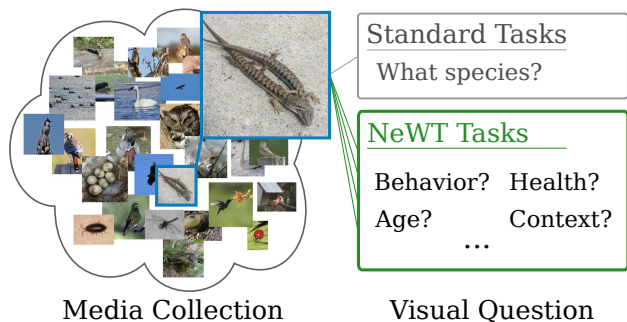 Standard Tasks
What species?
NeWT Tasks
Behavior? Health?
Age? Context?
...
Media Collection
Visual Question